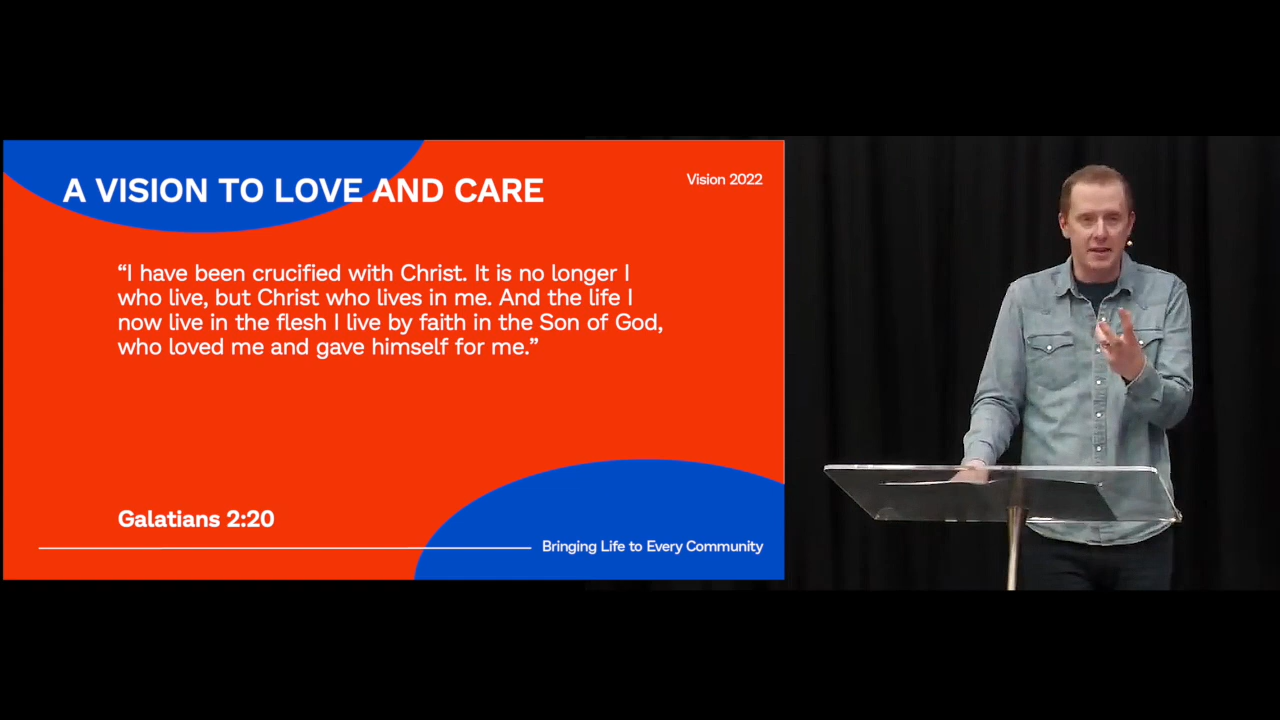 A VISION TO LOVE AND CARE
Vision 2022
“I have been crucified with Christ. It is no longer I
who live, but Christ who lives in me. And the life I
now live in the flesh I live by faith in the Son of God,
who loved me and gave himself for me.”
Galatians 2:20
Bringing Life to Every Community